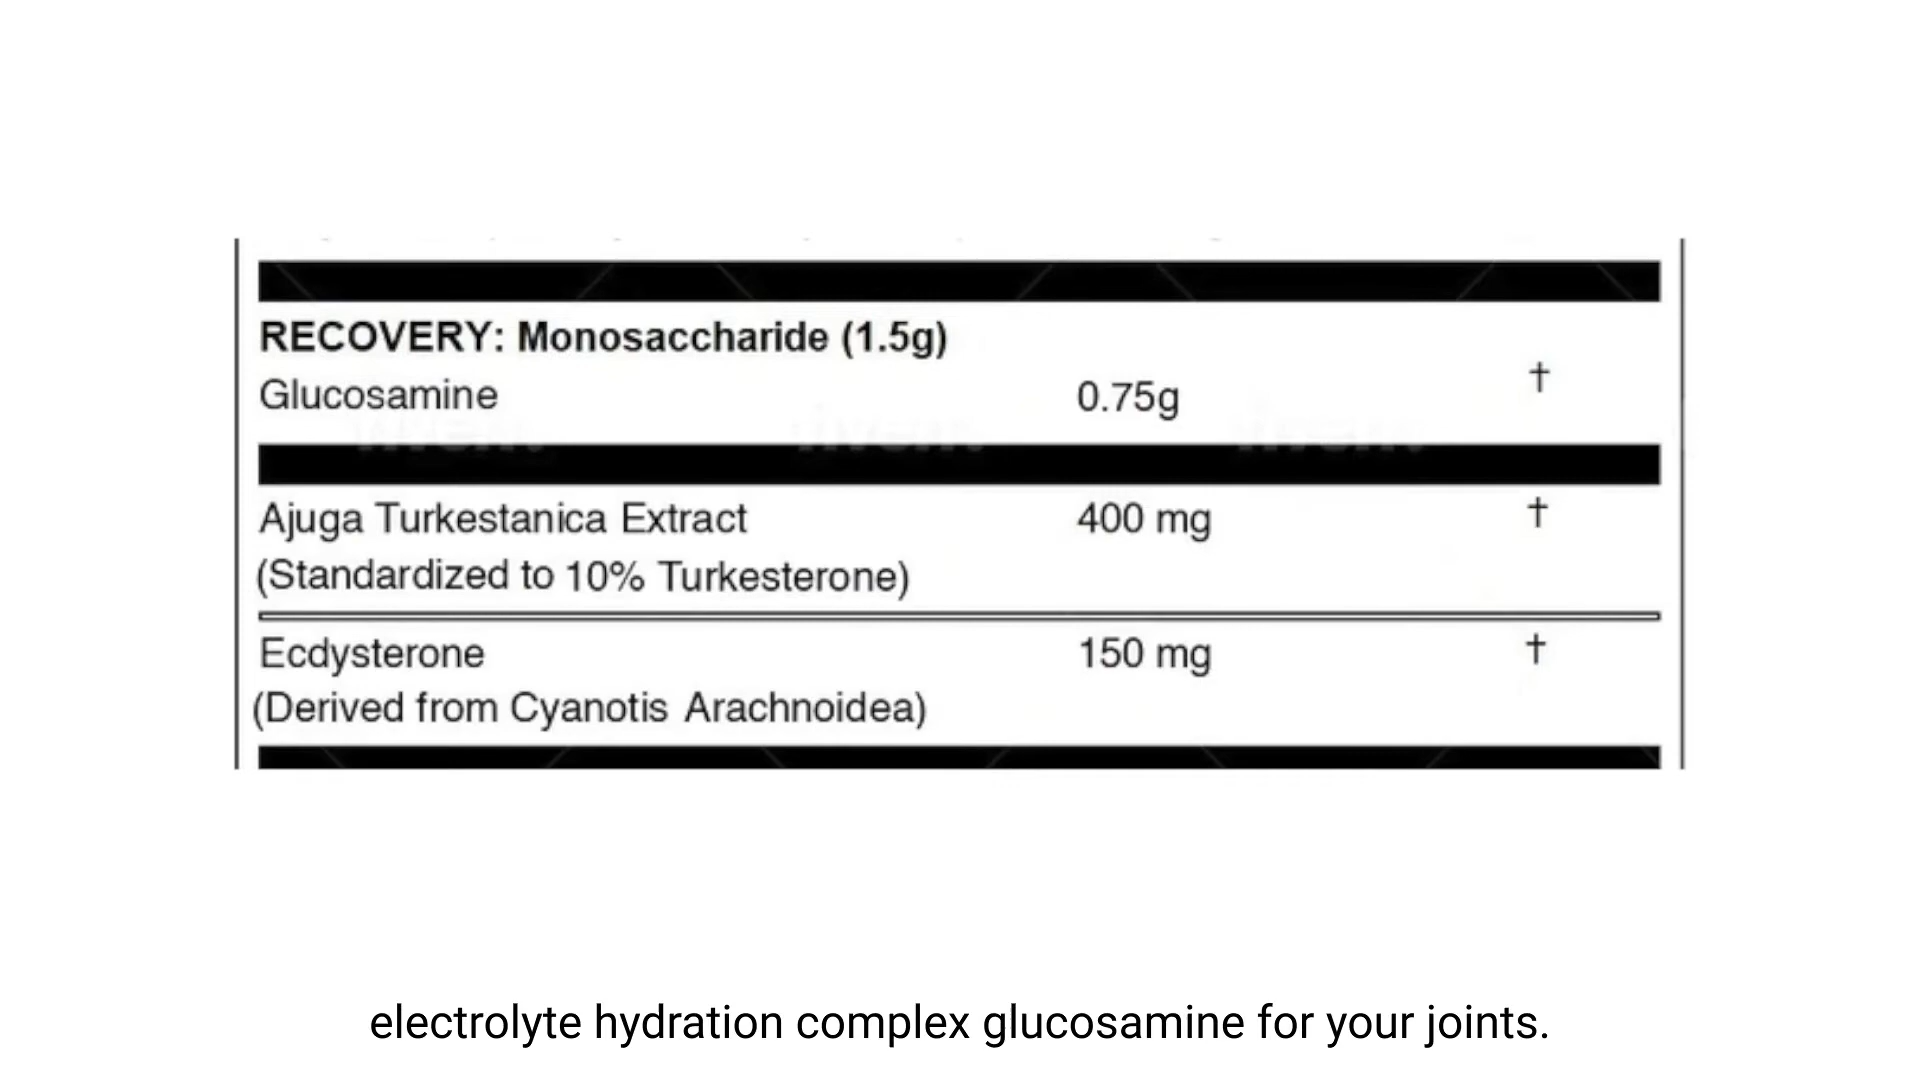 RECOVERY: Monosaccharide (1.5g)
Glucosamine 0.75g †
Ajuga Turkestanica Extract 400 mg †
(Standardized to 10% Turkesterone)
Ecdysterone 150 mg †
(Derived from Cyanotis Arachnoidea)
electrolyte hydration complex glucosamine for your joints.